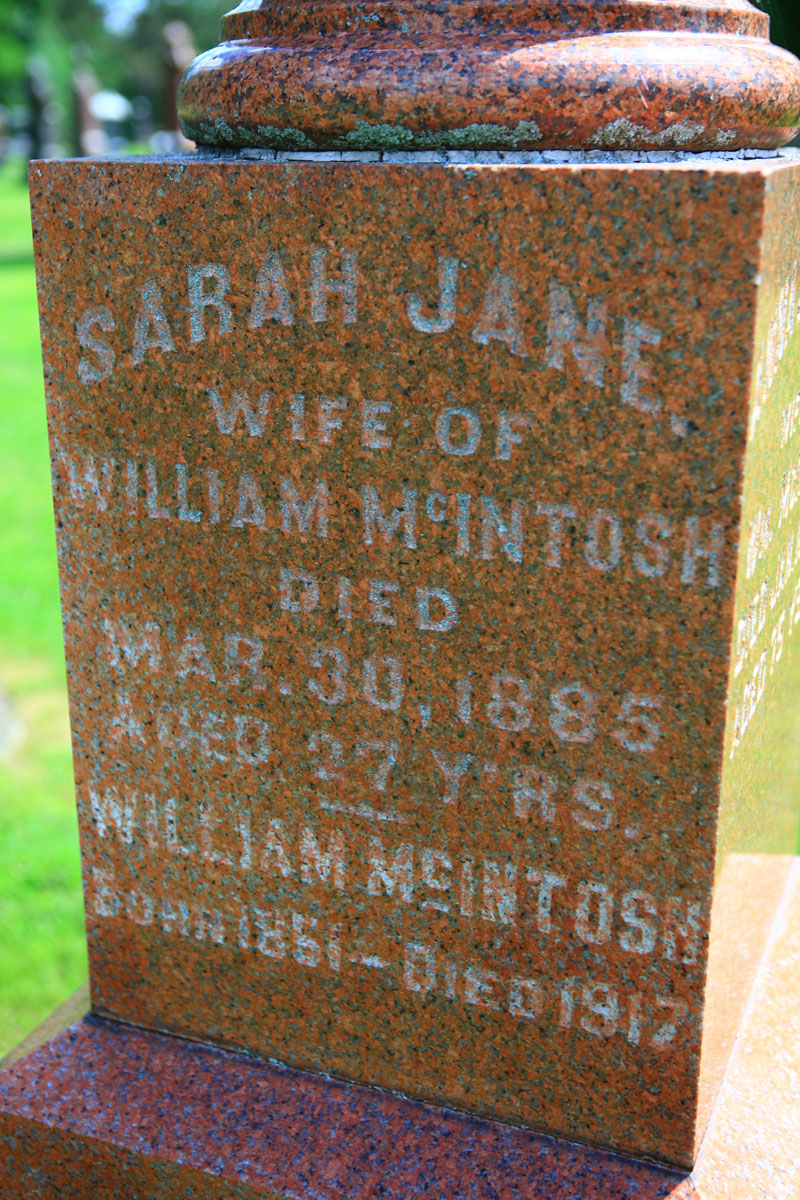 SARAH JANE.
WIFE OF
WILLIAM McINTOSH
DIED
MAR. 30, 1885
AGED 27 Y'RS.
WILLIAM McINTOSH
BORN 1851 — DIED 1917